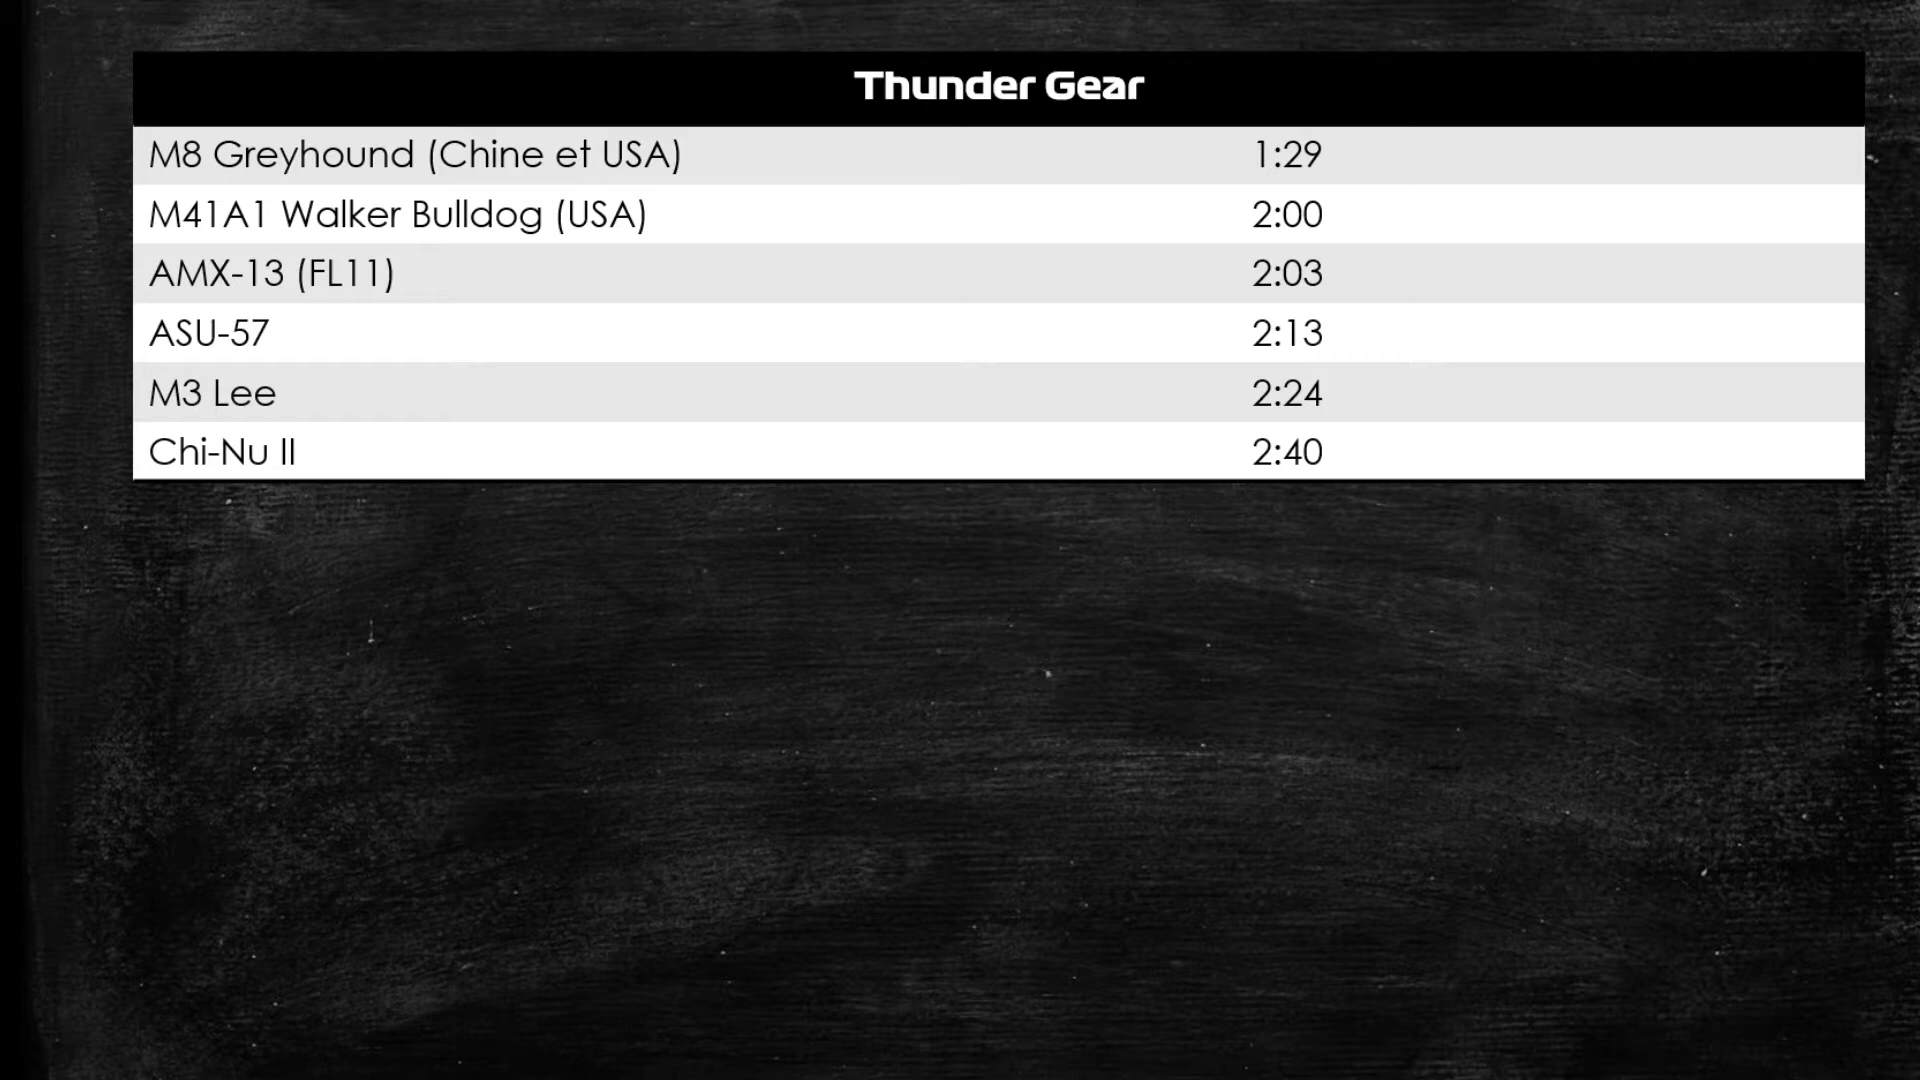 Thunder Gear
M8 Greyhound (Chine et USA) 1:29
M41A1 Walker Bulldog (USA) 2:00
AMX-13 (FL11) 2:03
ASU-57 2:13
M3 Lee 2:24
Chi-Nu II 2:40